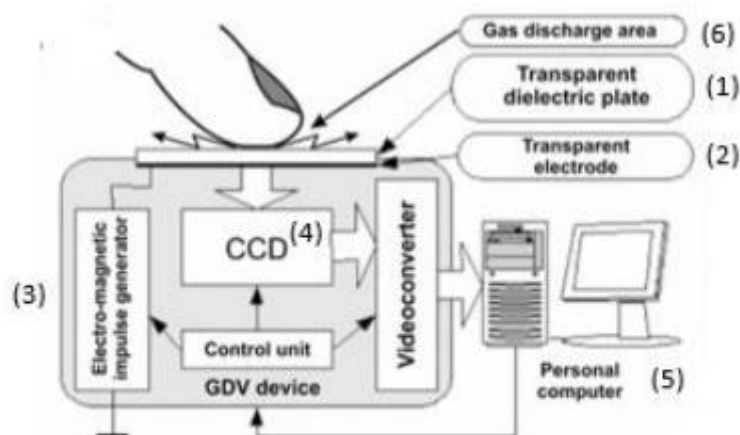 Gas discharge area
(6)
Transparent
dielectric plate
(1)
Transparent
electrode
(2)
(3)
Electro-magnetic
impulse generator
CCD
(4)
Control unit
GDV device
Videoconverter
Personal
computer
(5)